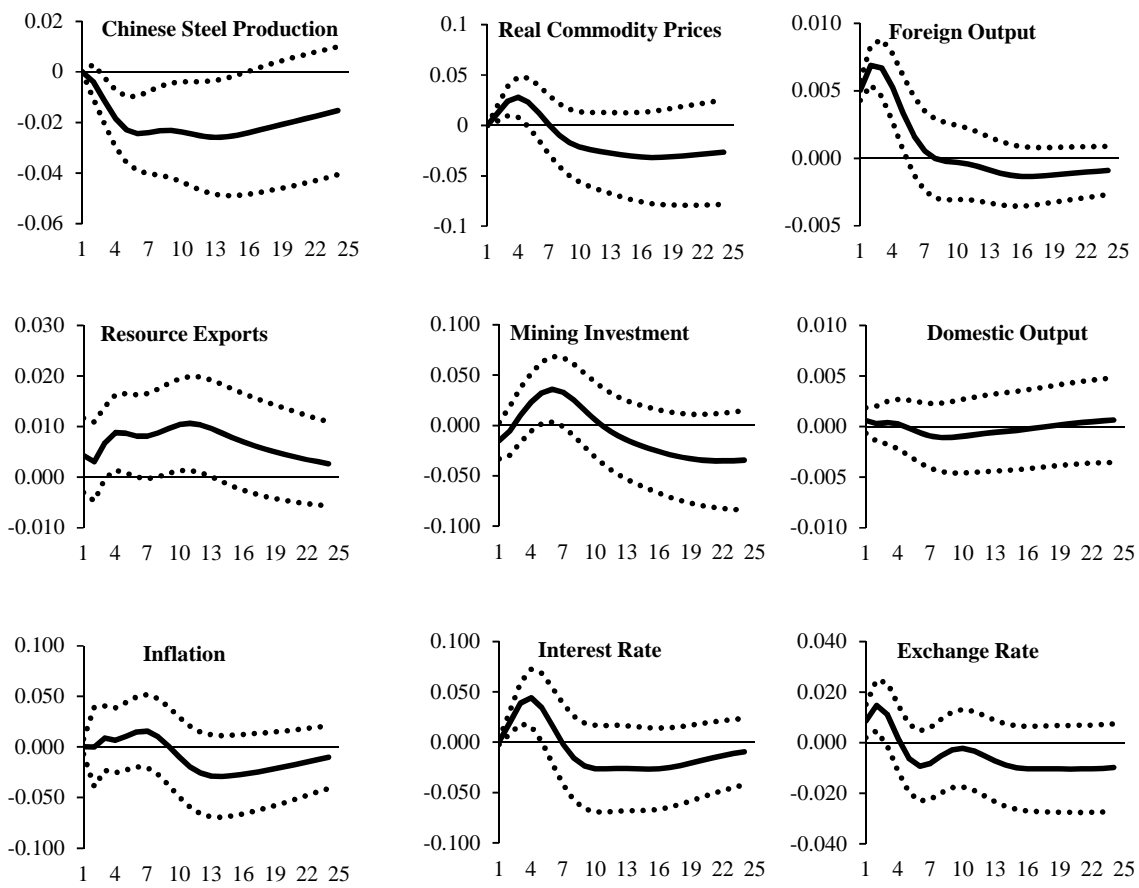 Chinese Steel Production
0.02
0
-0.02
-0.04
-0.06
1 4 7 10 13 16 19 22 25
Real Commodity Prices
0.1
0.05
0
-0.05
-0.1
1 4 7 10 13 16 19 22 25
Foreign Output
0.010
0.005
0.000
-0.005
1 4 7 10 13 16 19 22 25
Resource Exports
0.030
0.020
0.010
0.000
-0.010
1 4 7 10 13 16 19 22 25
Mining Investment
0.100
0.050
0.000
-0.050
-0.100
1 4 7 10 13 16 19 22 25
Domestic Output
0.010
0.005
0.000
-0.005
-0.010
1 4 7 10 13 16 19 22 25
Inflation
0.100
0.050
0.000
-0.050
-0.100
1 4 7 10 13 16 19 22 25
Interest Rate
0.100
0.050
0.000
-0.050
-0.100
1 4 7 10 13 16 19 22 25
Exchange Rate
0.040
0.020
0.000
-0.020
-0.040
1 4 7 10 13 16 19 22 25